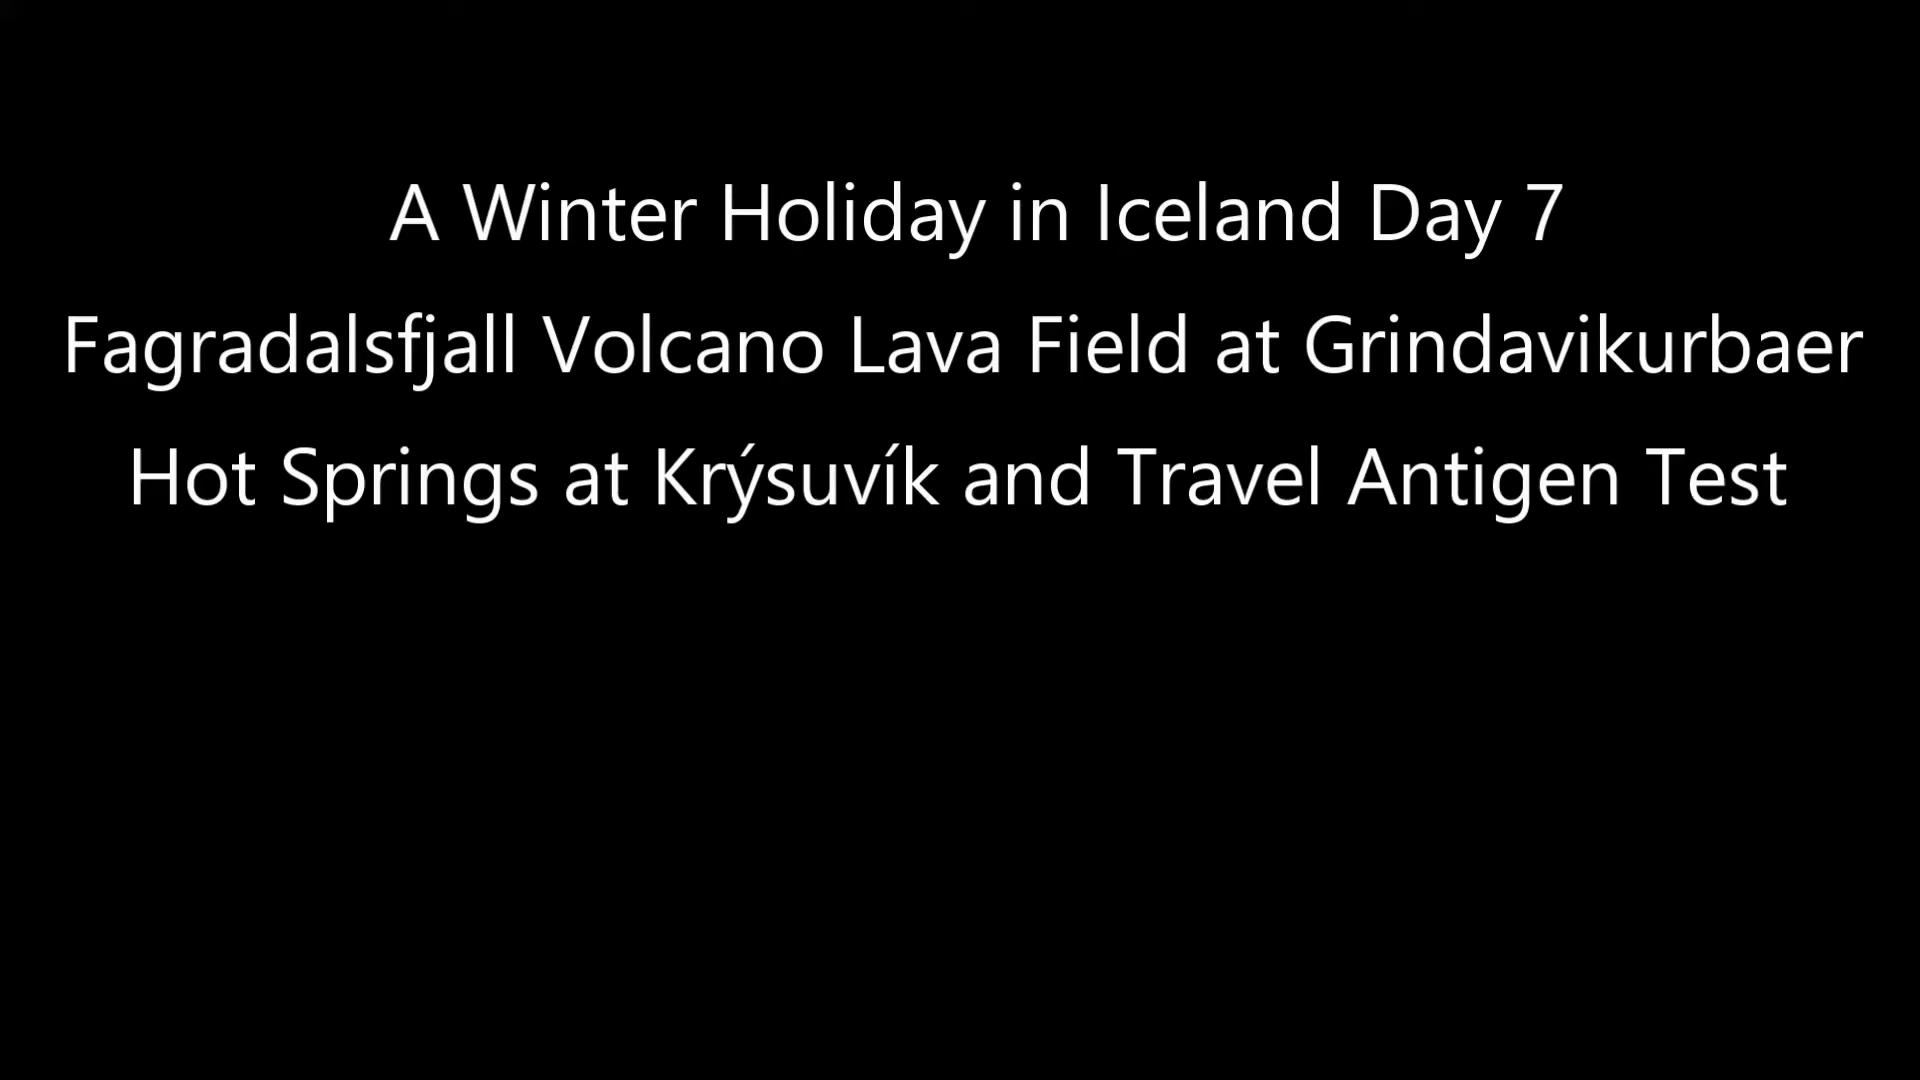 A Winter Holiday in Iceland Day 7
Fagradalsfjall Volcano Lava Field at Grindavikurbaer
Hot Springs at Krýsuvík and Travel Antigen Test